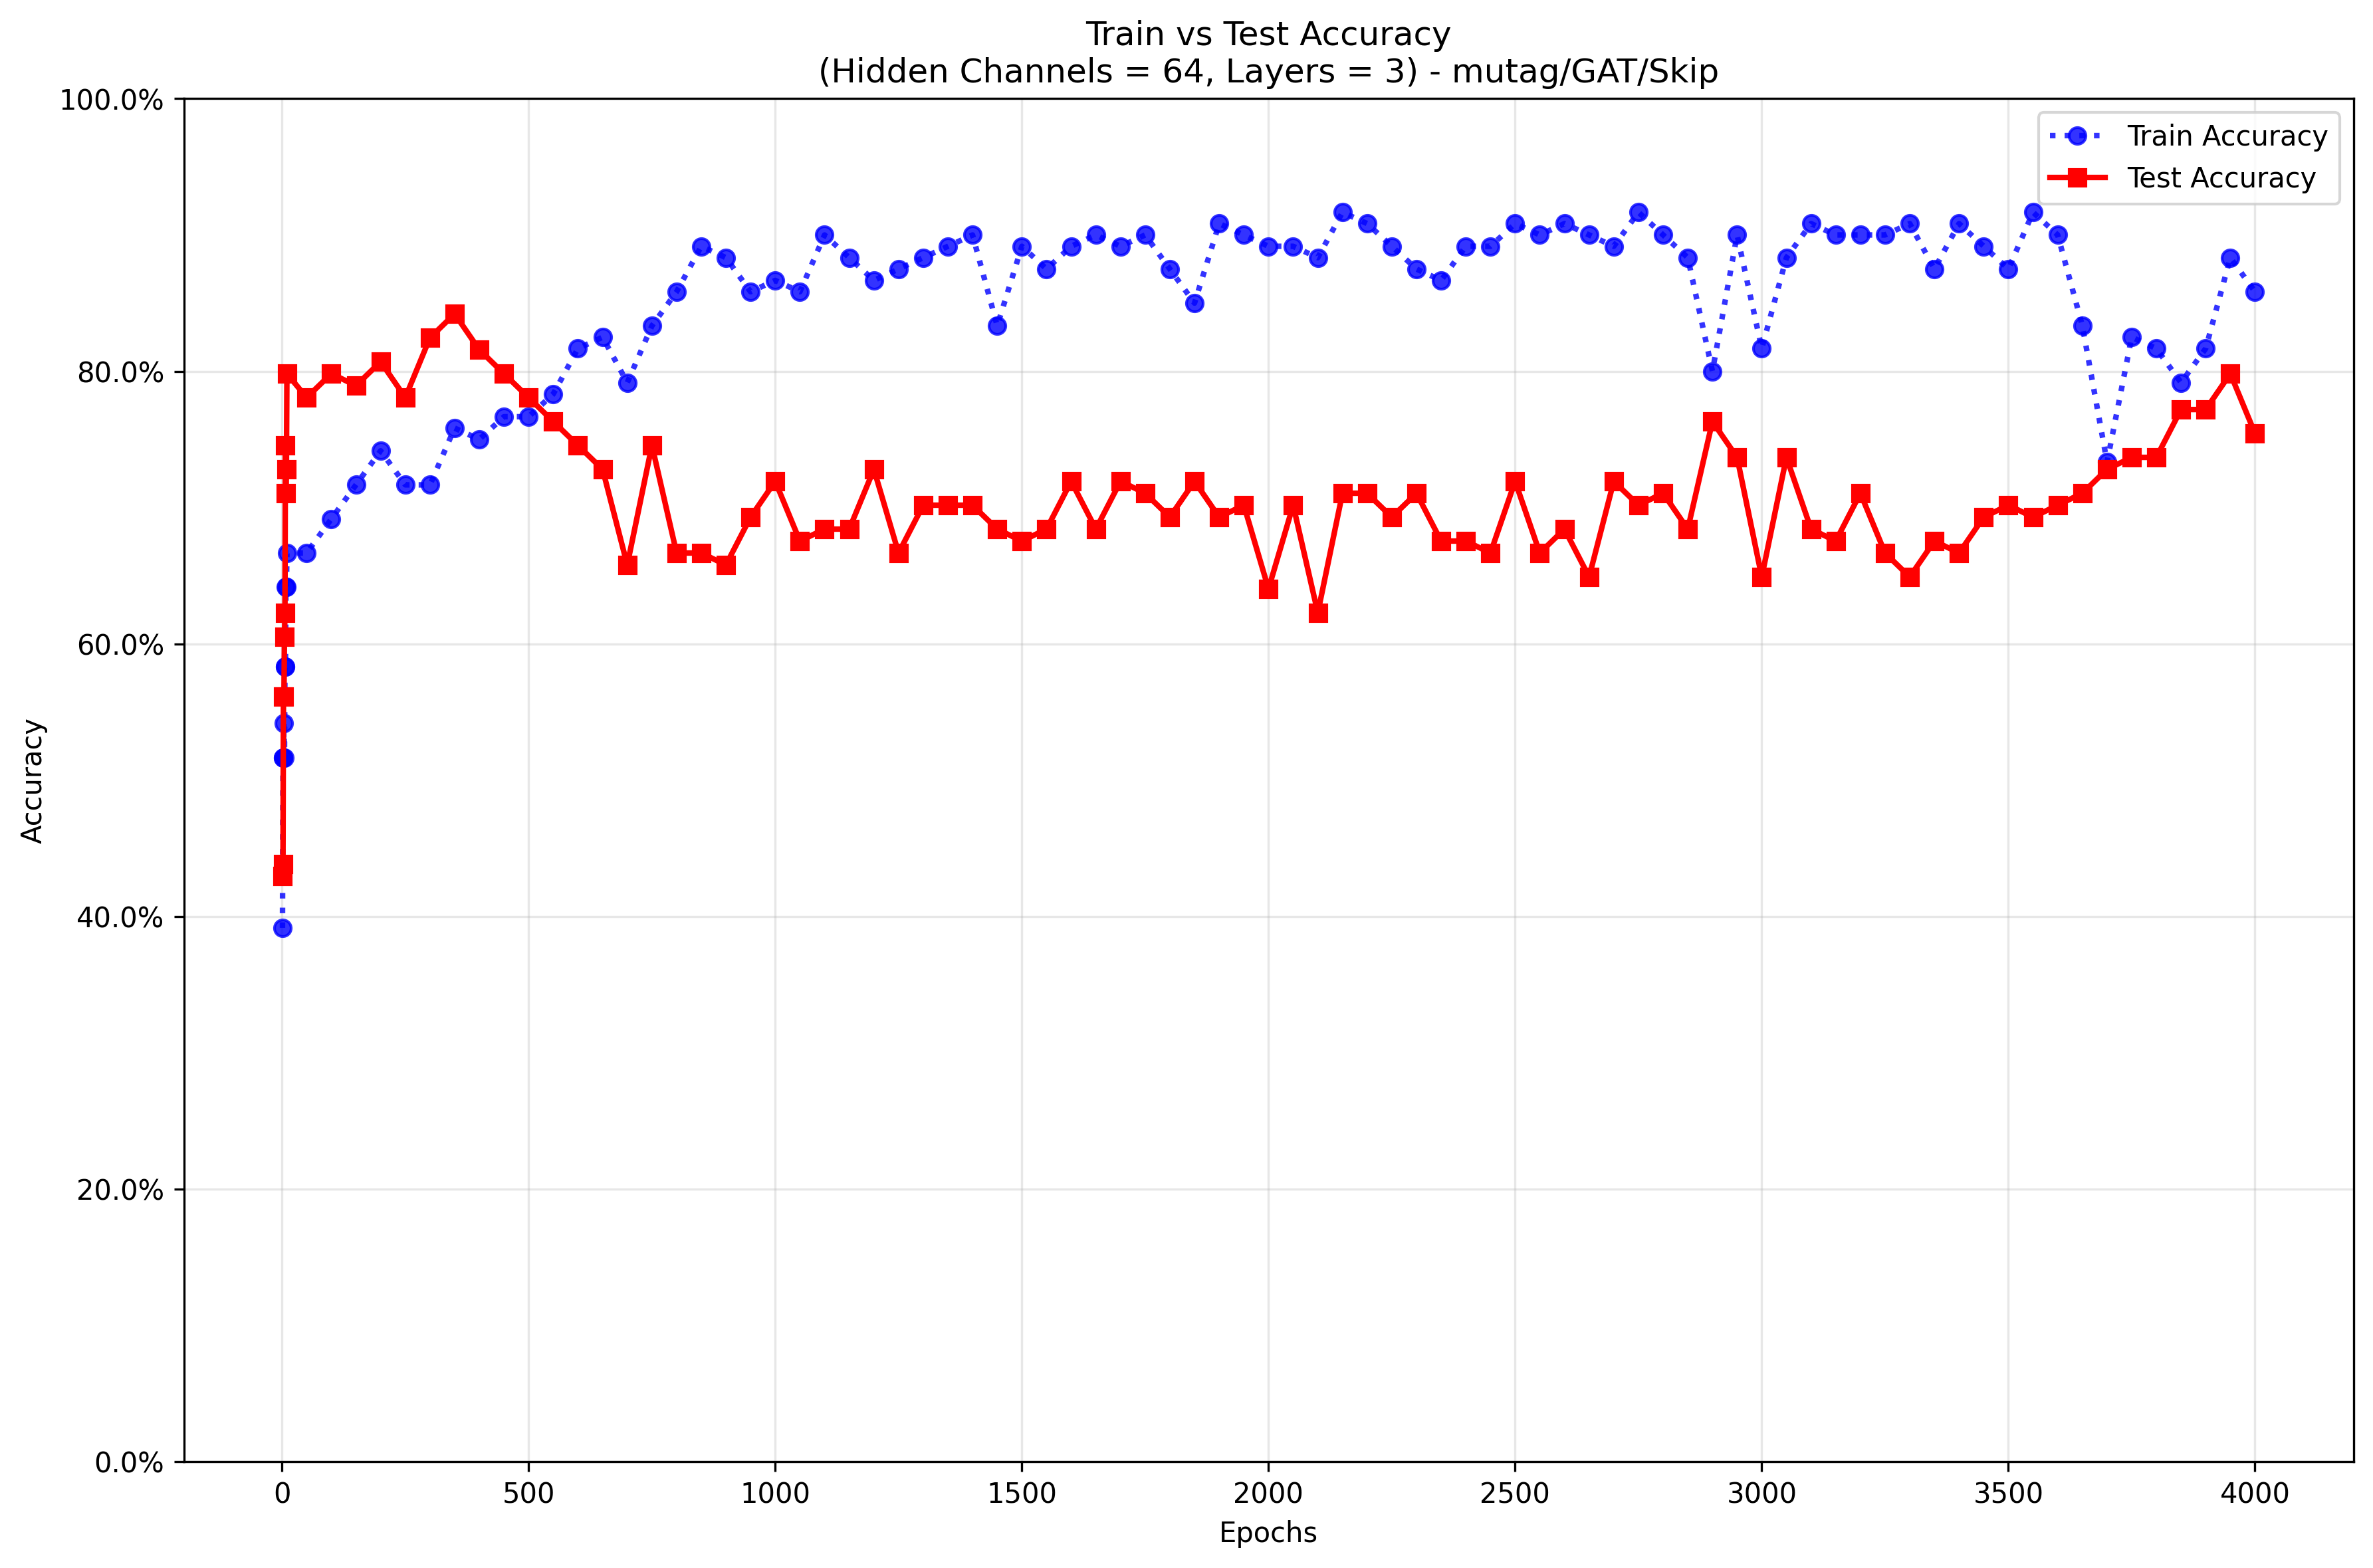 Train vs Test Accuracy
(Hidden Channels = 64, Layers = 3) - mutag/GAT/Skip
100.0%
80.0%
60.0%
40.0%
20.0%
0.0%
Accuracy
Train Accuracy
Test Accuracy
0 500 1000 1500 2000 2500 3000 3500 4000
Epochs